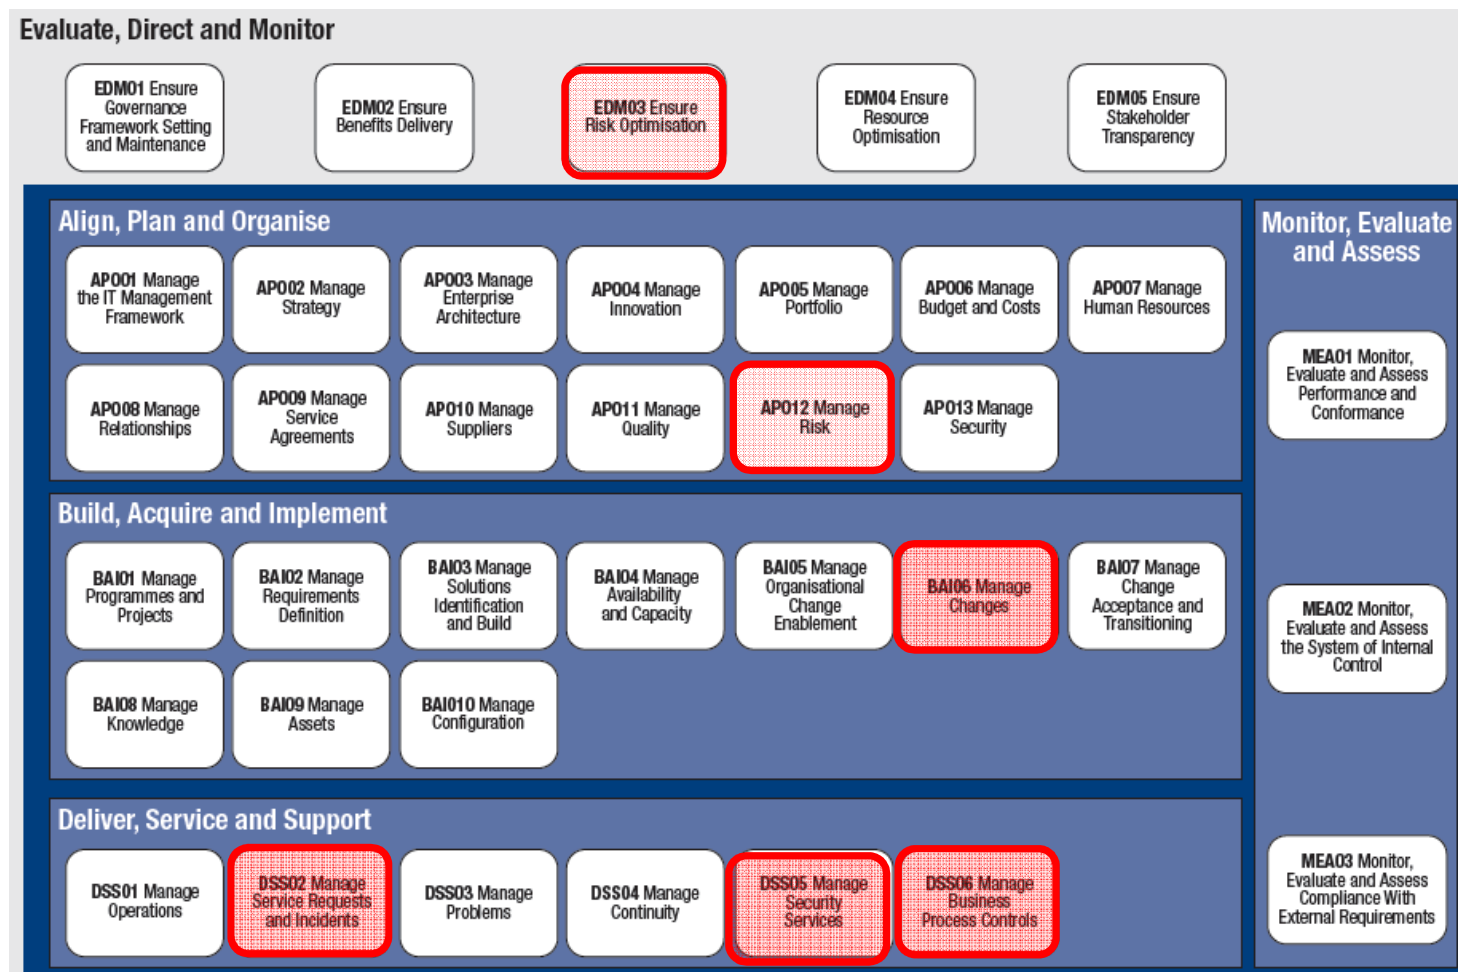 Evaluate, Direct and Monitor
EDM01 Ensure
Governance
Framework Setting
and Maintenance
EDM02 Ensure
Benefits Delivery
EDM03 Ensure
Risk Optimisation
EDM04 Ensure
Resource
Optimisation
EDM05 Ensure
Stakeholder
Transparency
Align, Plan and Organise
APO01 Manage
the IT Management
Framework
APO02 Manage
Strategy
APO03 Manage
Enterprise
Architecture
APO04 Manage
Innovation
APO05 Manage
Portfolio
APO06 Manage
Budget and Costs
APO07 Manage
Human Resources
APO08 Manage
Relationships
APO09 Manage
Service
Agreements
APO10 Manage
Suppliers
APO11 Manage
Quality
APO12 Manage
Risk
APO13 Manage
Security
Build, Acquire and Implement
BAI01 Manage
Programmes and
Projects
BAI02 Manage
Requirements
Definition
BAI03 Manage
Solutions
Identification
and Build
BAI04 Manage
Availability
and Capacity
BAI05 Manage
Organisational
Change
Enablement
BAI06 Manage
Changes
BAI07 Manage
Change
Acceptance and
Transitioning
BAI08 Manage
Knowledge
BAI09 Manage
Assets
BAI010 Manage
Configuration
Deliver, Service and Support
DSS01 Manage
Operations
DSS02 Manage
Service Requests
and Incidents
DSS03 Manage
Problems
DSS04 Manage
Continuity
DSS05 Manage
Security
Services
DSS06 Manage
Business
Process Controls
Monitor, Evaluate
and Assess
MEA01 Monitor,
Evaluate and Assess
Performance and
Conformance
MEA02 Monitor,
Evaluate and Assess
the System of Internal
Control
MEA03 Monitor,
Evaluate and Assess
Compliance With
External Requirements